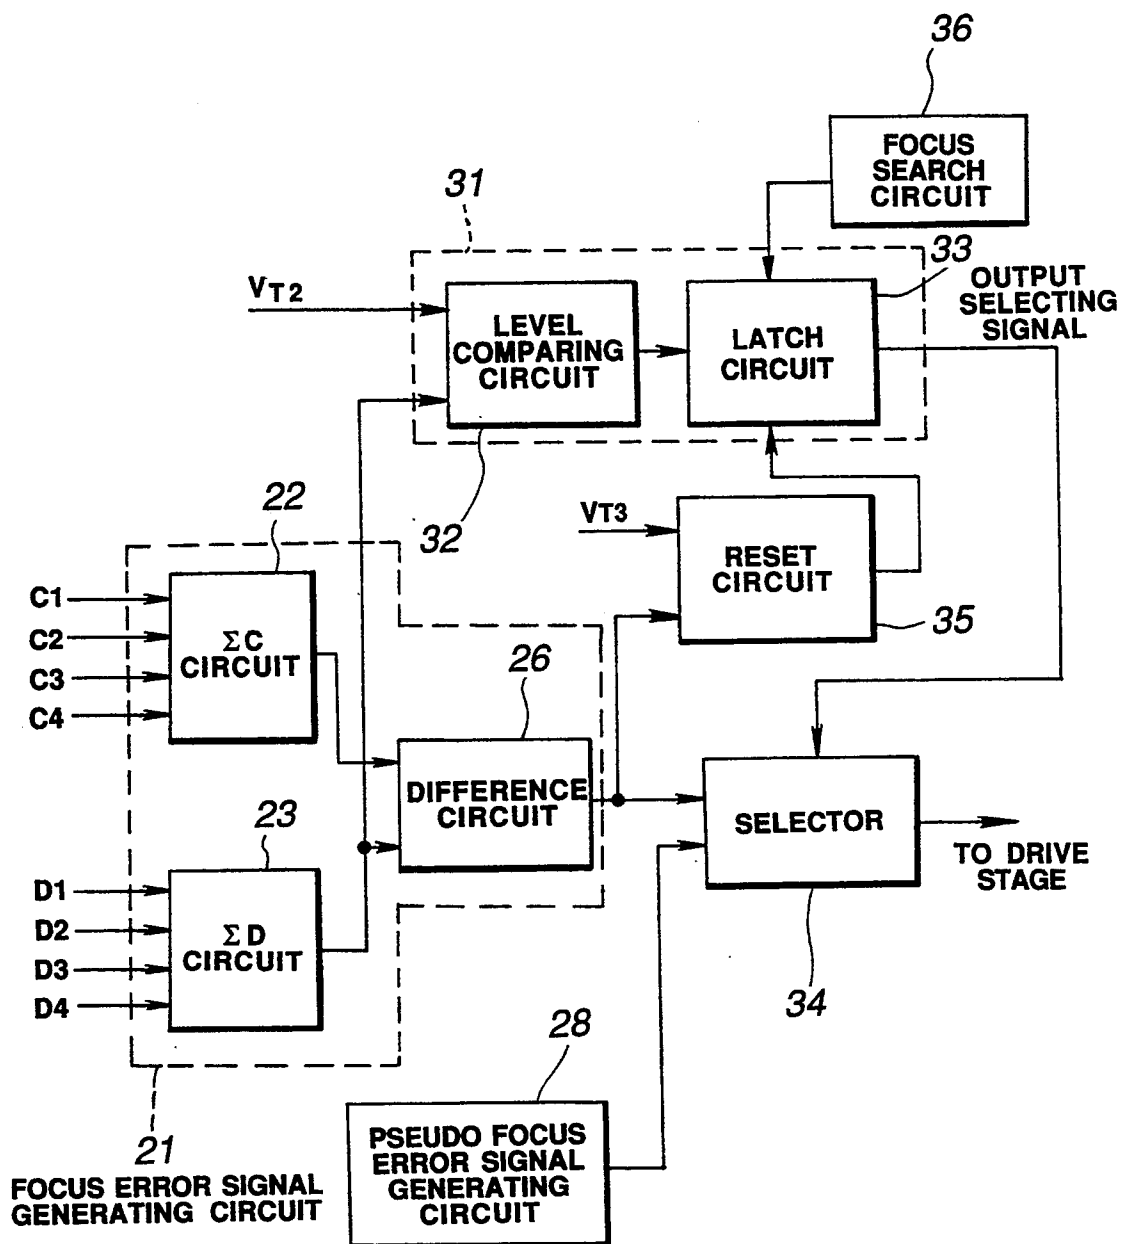 36
FOCUS
SEARCH
CIRCUIT
31
33
OUTPUT
SELECTING
SIGNAL
VT2
LEVEL
COMPARING
CIRCUIT
LATCH
CIRCUIT
32
22
VT3
RESET
CIRCUIT
35
C1
C2
C3
C4
ΣC
CIRCUIT
26
DIFFERENCE
CIRCUIT
SELECTOR
TO DRIVE
STAGE
34
23
D1
D2
D3
D4
ΣD
CIRCUIT
28
PSEUDO FOCUS
ERROR SIGNAL
GENERATING
CIRCUIT
21
FOCUS ERROR SIGNAL
GENERATING CIRCUIT